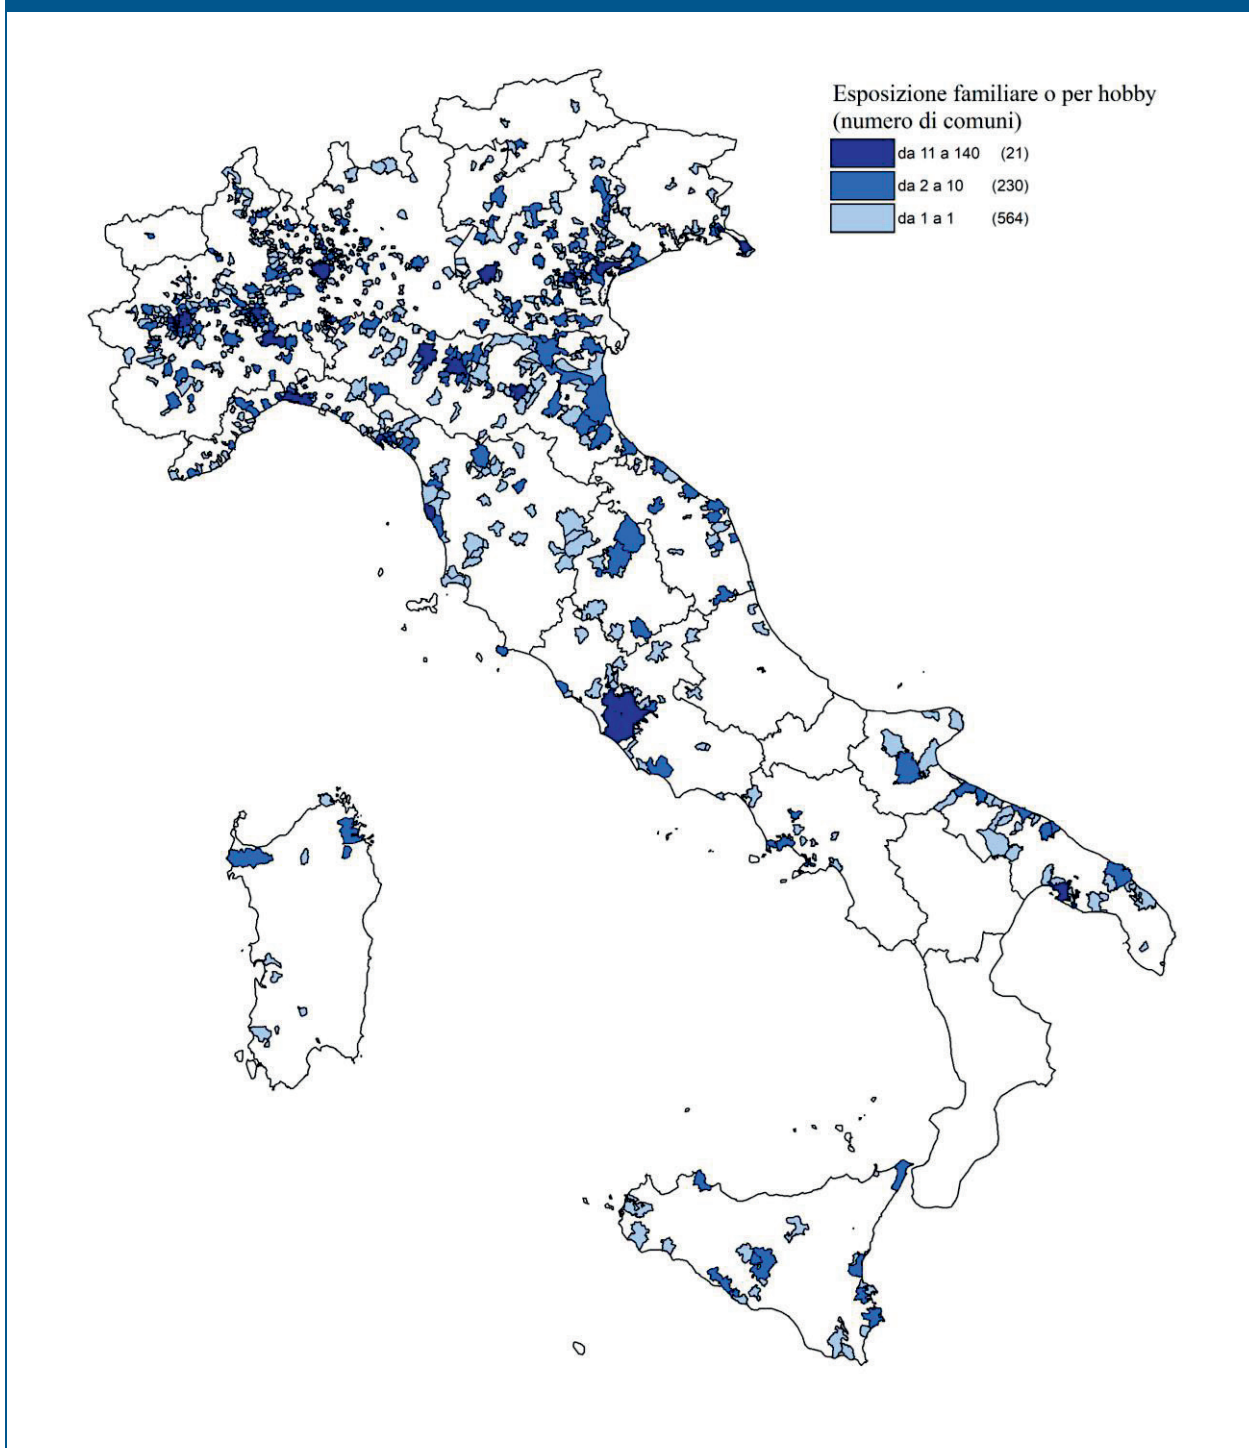 Esposizione familiare o per hobby
(numero di comuni)
da 11 a 140 (21)
da 2 a 10 (230)
da 1 a 1 (564)